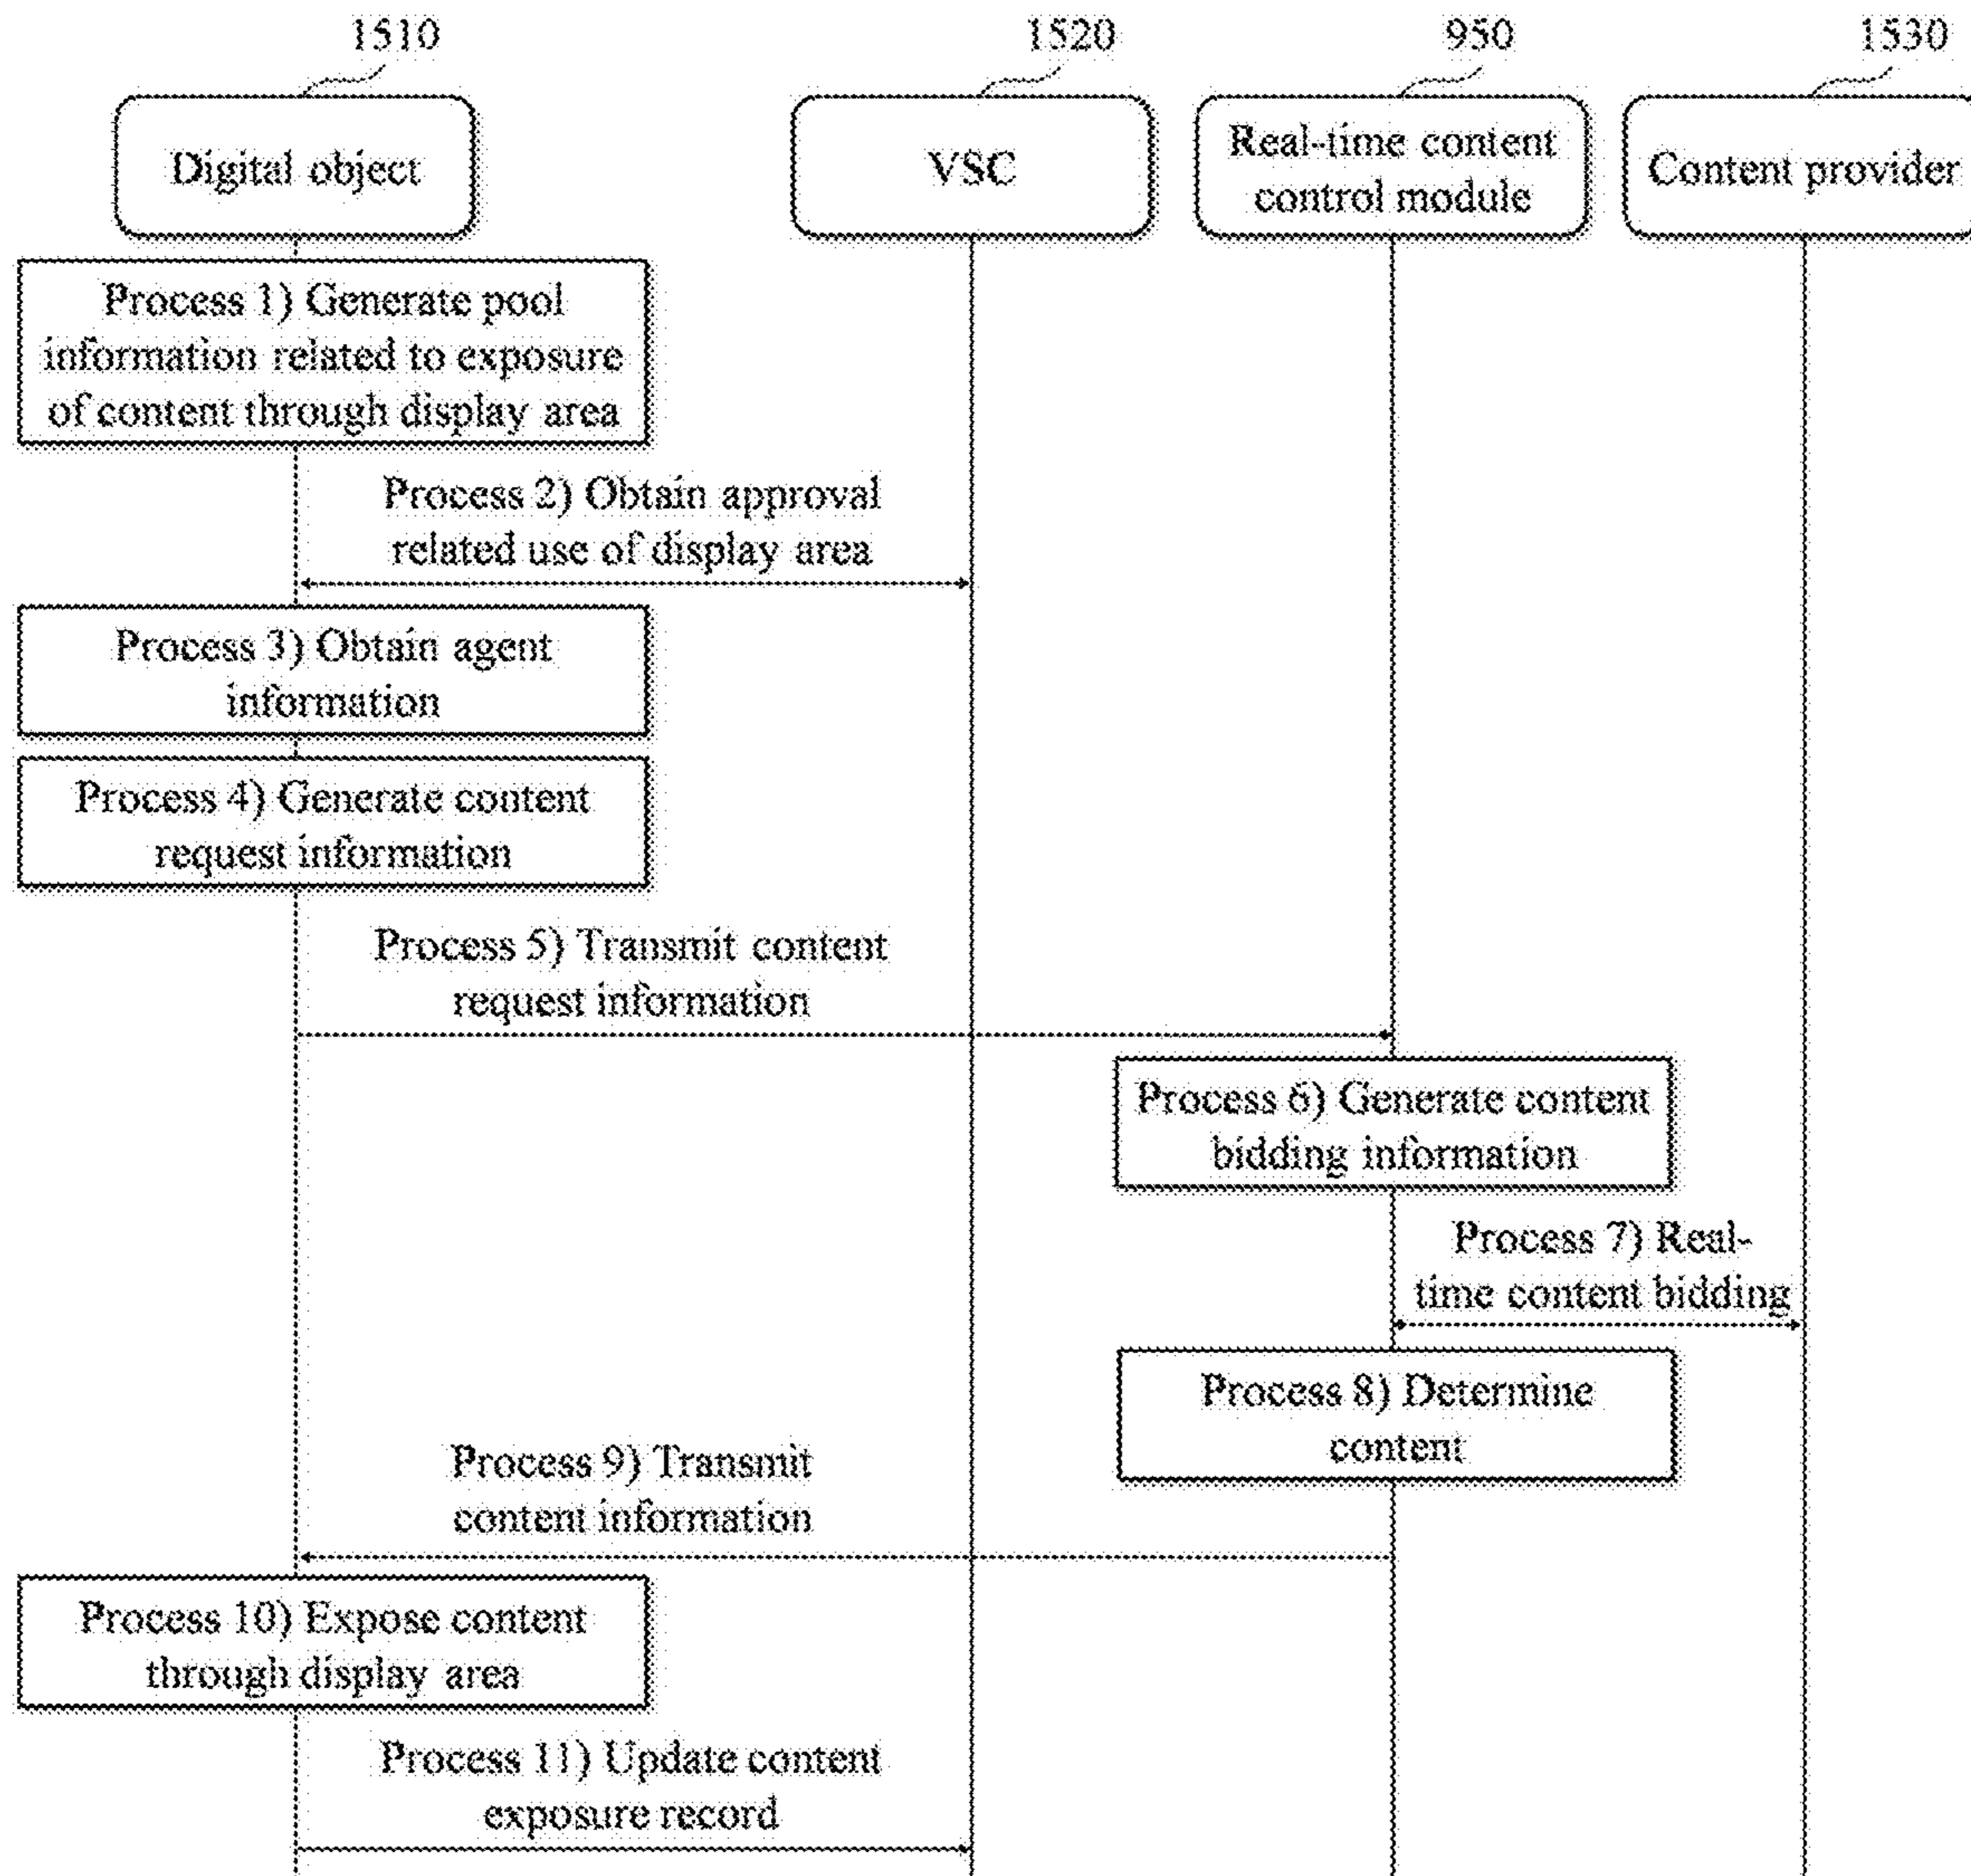 1510
1520
950
1530
Digital object
VSC
Real-time content
control module
Content provider
Process 1) Generate pool
information related to exposure
of content through display area
Process 2) Obtain approval
related use of display area
Process 3) Obtain agent
information
Process 4) Generate content
request information
Process 5) Transmit content
request information
Process 6) Generate content
bidding information
Process 7) Real-
time content bidding
Process 8) Determine
content
Process 9) Transmit
content information
Process 10) Expose content
through display area
Process 11) Update content
exposure record